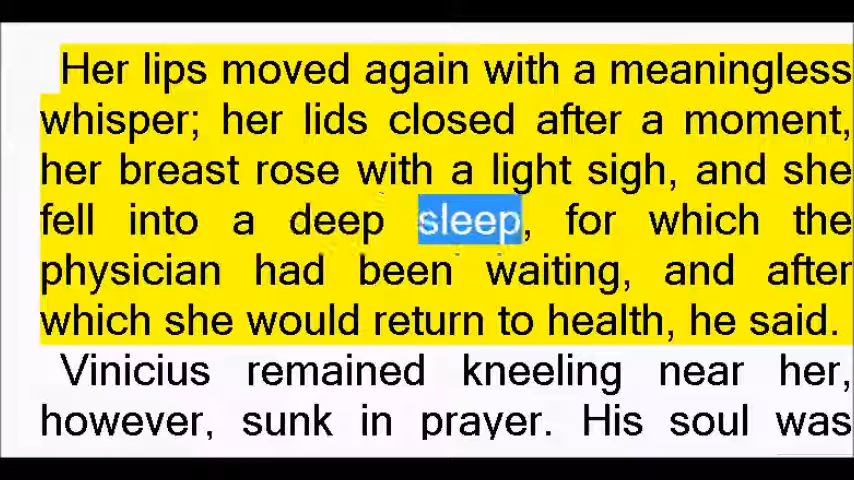 Her lips moved again with a meaningless
whisper; her lids closed after a moment,
her breast rose with a light sigh, and she
fell into a deep sleep, for which the
physician had been waiting, and after
which she would return to health, he said.
Vinicius remained kneeling near her,
however, sunk in prayer. His soul was